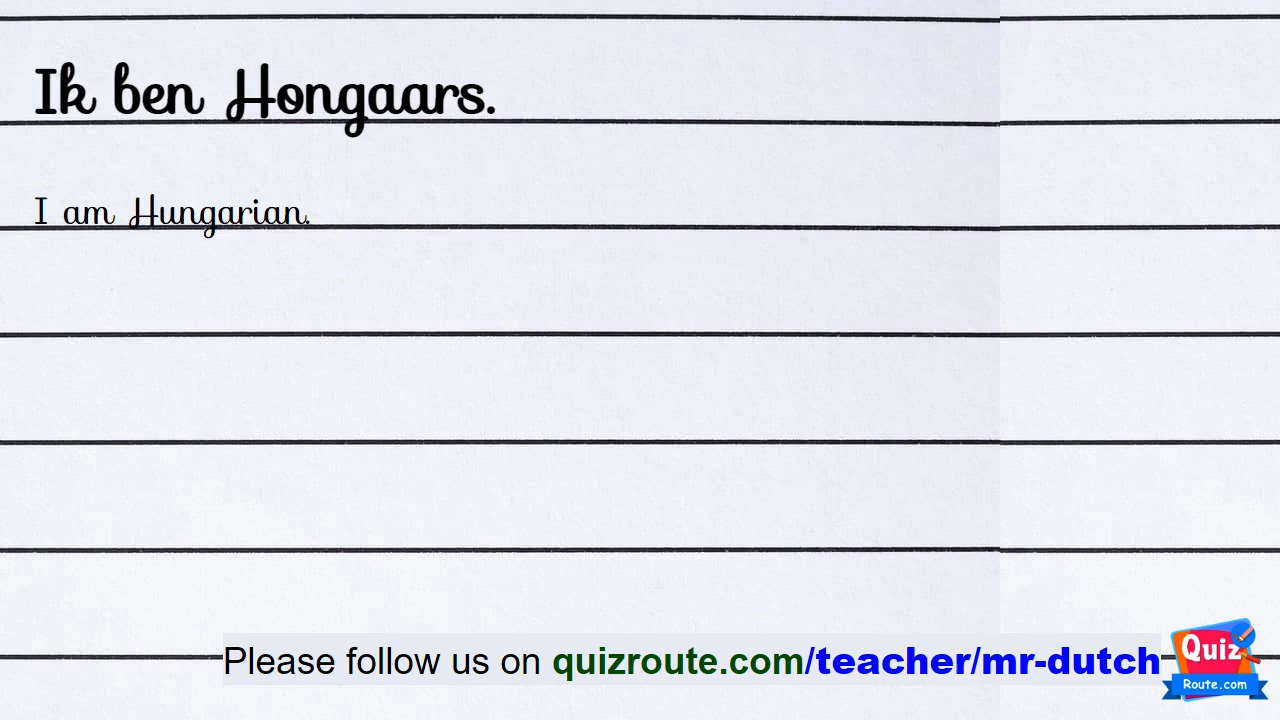 Ik ben Hongaars.
I am Hungarian.
Please follow us on quizroute.com/teacher/mr-dutch
Quiz
Route.com